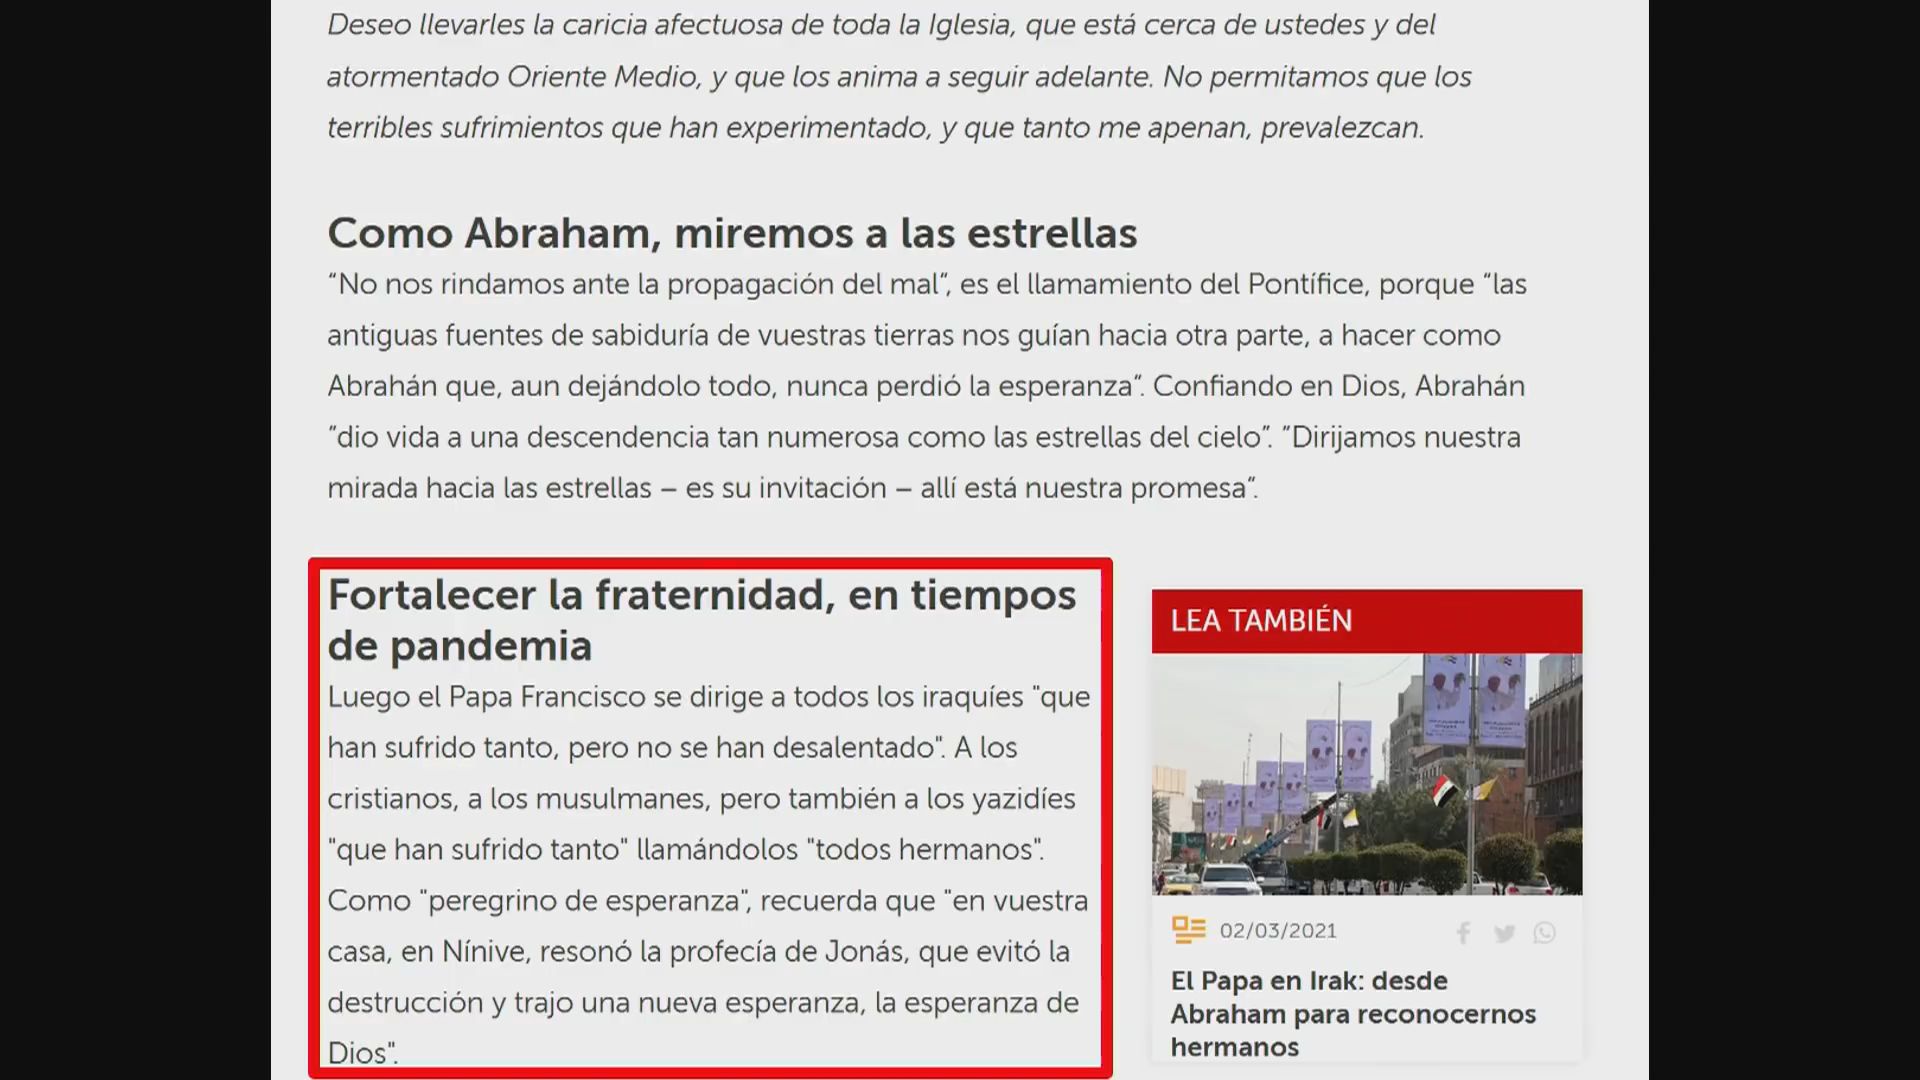 Deseo llevarles la caricia afectuosa de toda la Iglesia, que está cerca de ustedes y del
atormentado Oriente Medio, y que los anima a seguir adelante. No permitamos que los
terribles sufrimientos que han experimentado, y que tanto me apenan, prevalezcan.
Como Abraham, miremos a las estrellas
“No nos rindamos ante la propagación del mal”, es el llamamiento del Pontífice, porque “las
antiguas fuentes de sabiduría de vuestras tierras nos guían hacia otra parte, a hacer como
Abrahán que, aun dejándolo todo, nunca perdió la esperanza”. Confiando en Dios, Abrahán
”dio vida a una descendencia tan numerosa como las estrellas del cielo”. ”Dirijamos nuestra
mirada hacia las estrellas – es su invitación – allí está nuestra promesa”.
Fortalecer la fraternidad, en tiempos
de pandemia
Luego el Papa Francisco se dirige a todos los iraquíes "que
han sufrido tanto, pero no se han desalentado". A los
cristianos, a los musulmanes, pero también a los yazidíes
"que han sufrido tanto" llamándolos "todos hermanos".
Como "peregrino de esperanza", recuerda que "en vuestra
casa, en Nínive, resonó la profecía de Jonás, que evitó la
destrucción y trajo una nueva esperanza, la esperanza de
Dios".
LEA TAMBIÉN
02/03/2021
El Papa en Irak: desde
Abraham para reconocernos
hermanos